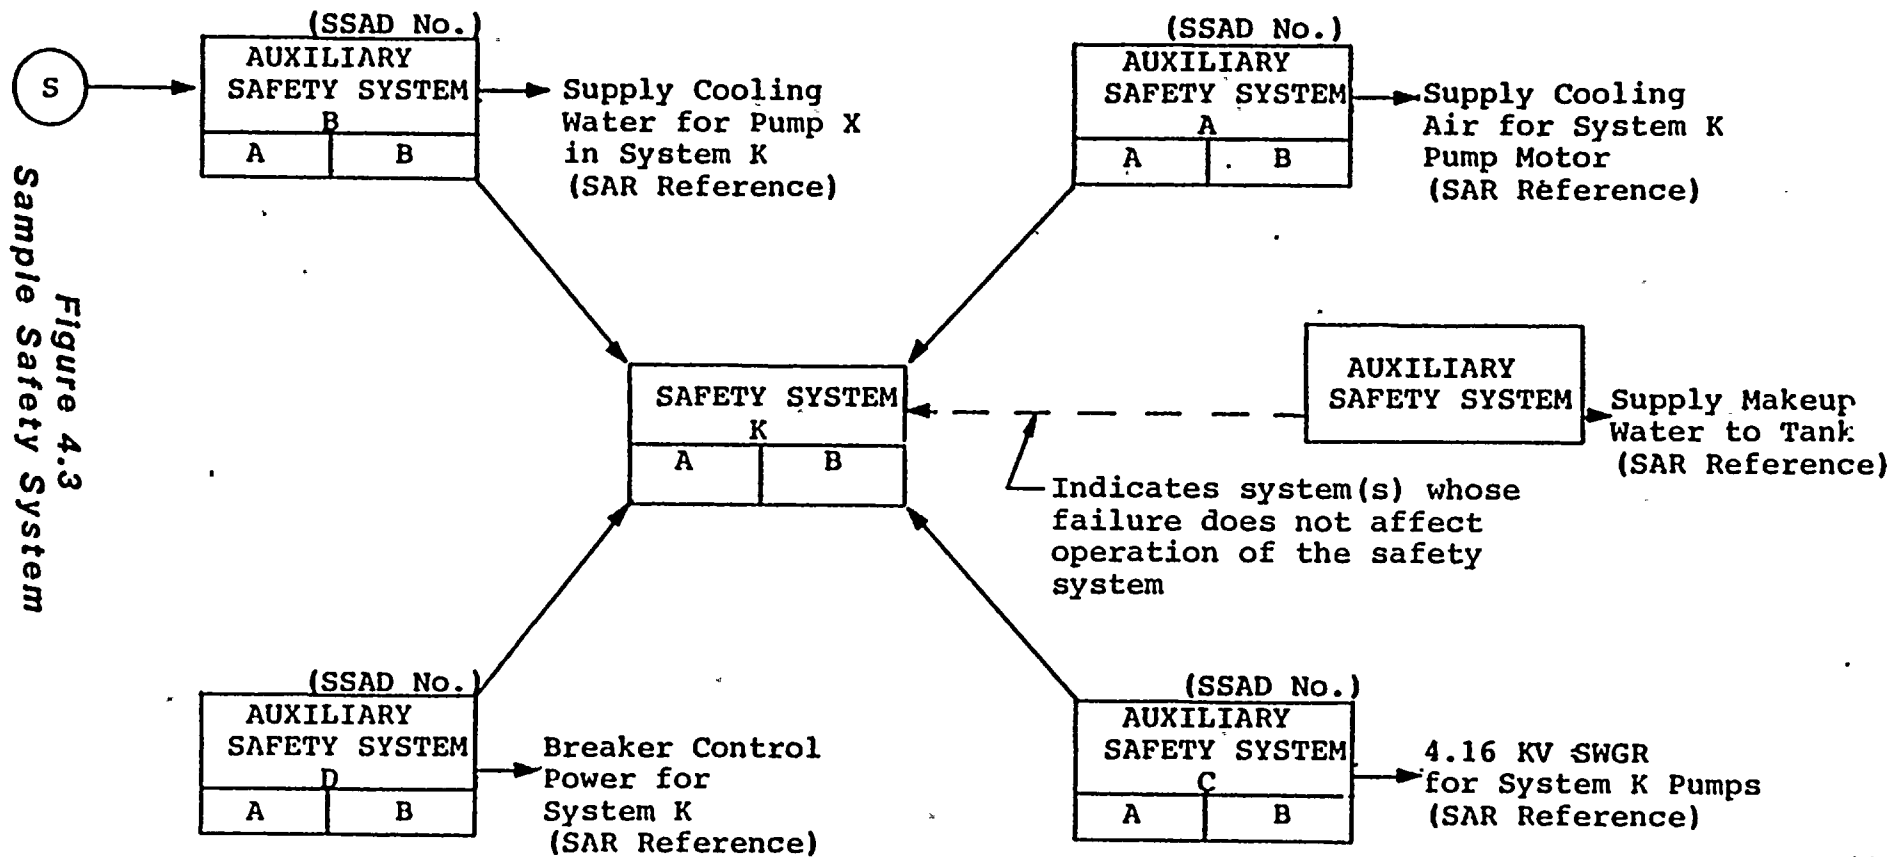 (SSAD No.)
S
AUXILIARY
SAFETY SYSTEM
B
A B
Supply Cooling
Water for Pump X
in System K
(SAR Reference)
(SSAD No.)
AUXILIARY
SAFETY SYSTEM
A
A B
Supply Cooling
Air for System K
Pump Motor
(SAR Reference)
Figure 4.3
Sample Safety System
SAFETY SYSTEM
K
A B
AUXILIARY
SAFETY SYSTEM
Supply Makeup
Water to Tank
(SAR Reference)
Indicates system(s) whose
failure does not affect
operation of the safety
system
(SSAD No.)
AUXILIARY
SAFETY SYSTEM
D
A B
Breaker Control
Power for
System K
(SAR Reference)
(SSAD No.)
AUXILIARY
SAFETY SYSTEM
C
A B
4.16 KV SWGR
for System K Pumps
(SAR Reference)